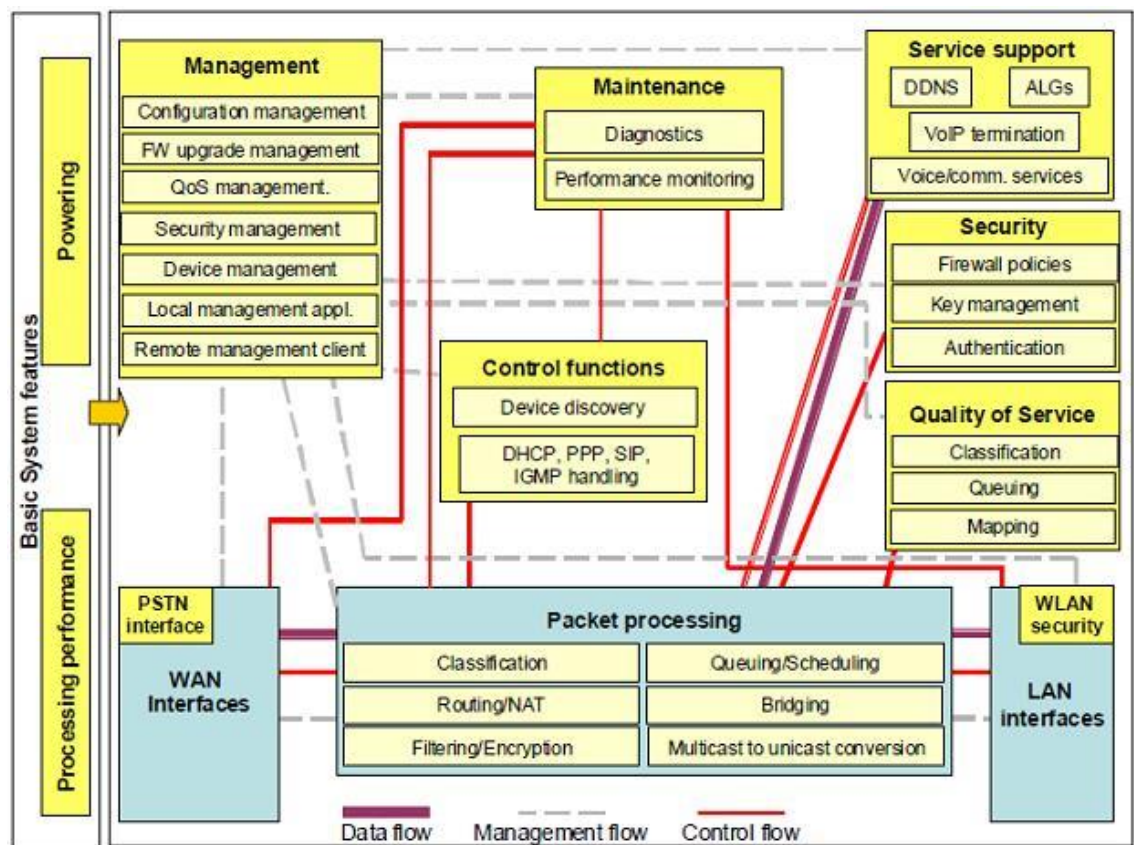 Basic System features
Powering
Processing performance
Management
Configuration management
FW upgrade management
QoS management.
Security management
Device management
Local management appl.
Remote management client
Maintenance
Diagnostics
Performance monitoring
Service support
DDNS
ALGs
VoIP termination
Voice/comm. services
Security
Firewall policies
Key management
Authentication
Control functions
Device discovery
DHCP, PPP, SIP,
IGMP handling
Quality of Service
Classification
Queuing
Mapping
PSTN
interface
WAN
Interfaces
Packet processing
Classification
Queuing/Scheduling
Routing/NAT
Bridging
Filtering/Encryption
Multicast to unicast conversion
WLAN
security
LAN
interfaces
Data flow
Management flow
Control flow